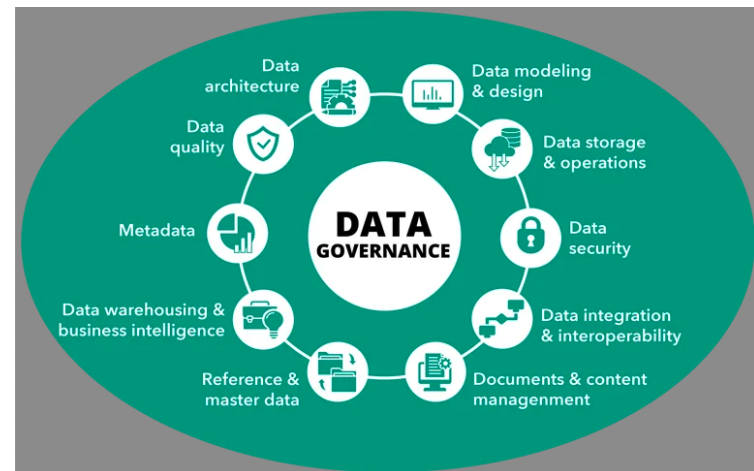 DATA
GOVERNANCE
Data
architecture
Data modeling
& design
Data storage
& operations
Data
security
Data integration
& interoperability
Documents & content
managenment
Reference &
master data
Data warehousing &
business intelligence
Metadata
Data
quality